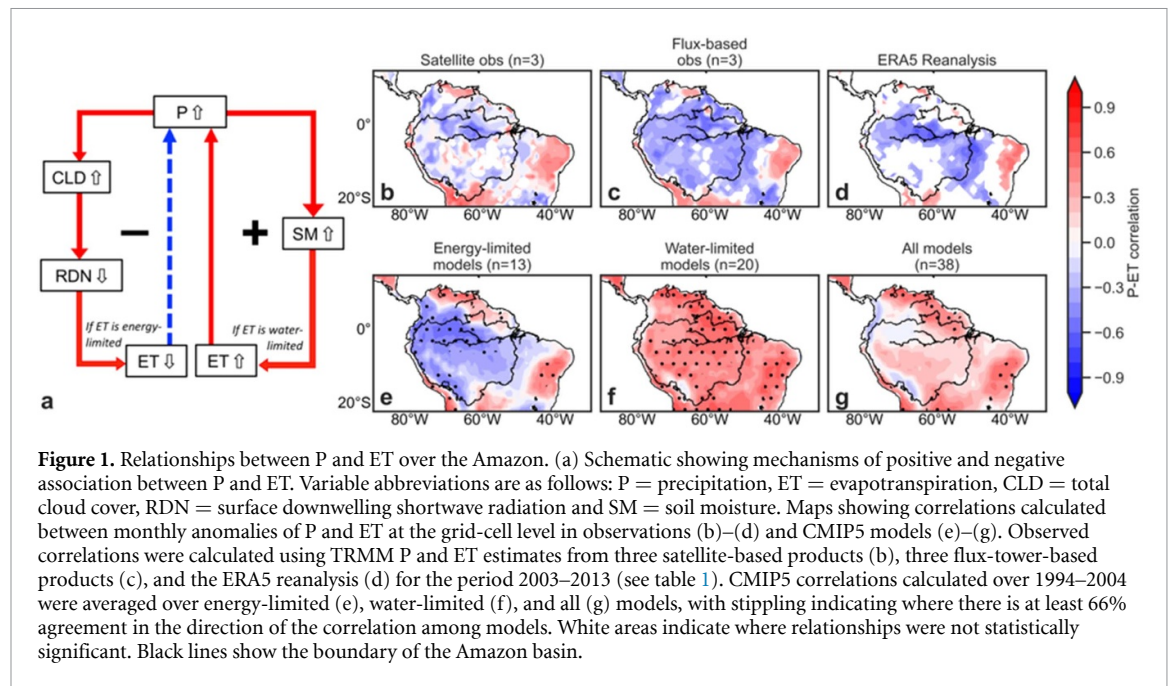 P ⇧
CLD ⇧
RDN ⇩
−
+
SM ⇧
If ET is energy-
limited
If ET is water-
limited
ET ⇩
ET ⇧
a
Satellite obs (n=3)
Flux-based
obs (n=3)
ERA5 Reanalysis
0°
20°S
b
c
d
80°W
60°W
40°W
80°W
60°W
40°W
80°W
60°W
40°W
Energy-limited
models (n=13)
Water-limited
models (n=20)
All models
(n=38)
0°
20°S
e
f
g
80°W
60°W
40°W
80°W
60°W
40°W
80°W
60°W
40°W
0.9
0.6
0.3
0.0
−0.3
−0.6
−0.9
P-ET correlation
Figure 1. Relationships between P and ET over the Amazon. (a) Schematic showing mechanisms of positive and negative
association between P and ET. Variable abbreviations are as follows: P = precipitation, ET = evapotranspiration, CLD = total
cloud cover, RDN = surface downwelling shortwave radiation and SM = soil moisture. Maps showing correlations calculated
between monthly anomalies of P and ET at the grid-cell level in observations (b)–(d) and CMIP5 models (e)–(g). Observed
correlations were calculated using TRMM P and ET estimates from three satellite-based products (b), three flux-tower-based
products (c), and the ERA5 reanalysis (d) for the period 2003–2013 (see table 1). CMIP5 correlations calculated over 1994–2004
were averaged over energy-limited (e), water-limited (f), and all (g) models, with stippling indicating where there is at least 66%
agreement in the direction of the correlation among models. White areas indicate where relationships were not statistically
significant. Black lines show the boundary of the Amazon basin.